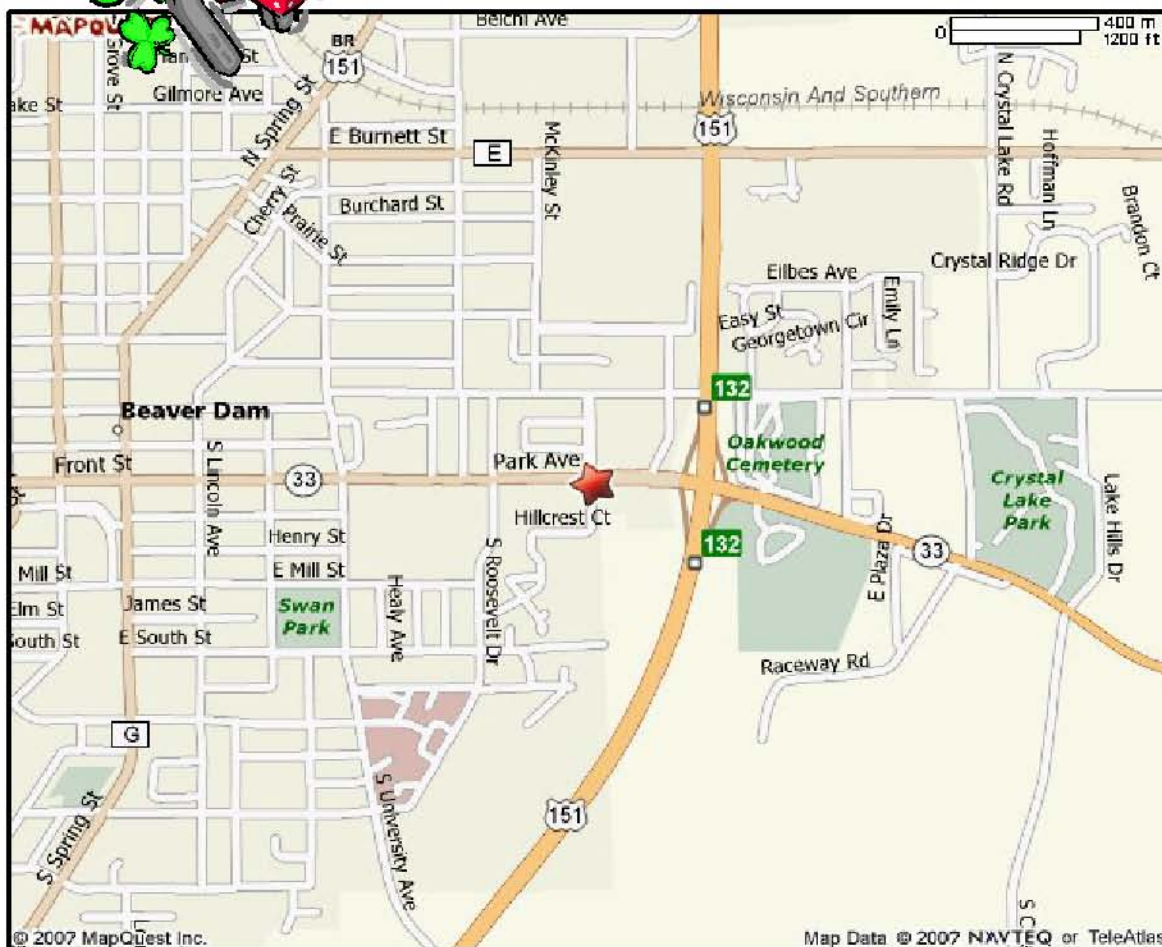 MAPQU
Beichl Ave
400 m
0
1200 ft
Grove St
St
BR
151
Gilmore Ave
ake St
N Spring St
Wisconsin And Southern
151
N Crystal Lake Rd
Hoffman Ln
E Burnett St
E
McKinley St
Cherry St
Prairie St
Burchard St
Brandon Ct
Crystal Ridge Dr
Eilbes Ave
Emily Ln
Easy St
Georgetown Cir
132
Beaver Dam
Oakwood
Cemetery
S Lincoln Ave
Front St
33
Park Ave
Crystal
Lake
Park
Lake Hills Dr
Hillcrest Ct
Henry St
132
E Plaza Dr
33
S Roosevelt Dr
Mill St
E Mill St
Healy Ave
Elm St
James St
Swan
Park
South St
E South St
Raceway Rd
G
S University Ave
151
S Spring St
S C
© 2007 MapQuest Inc.
Map Data © 2007 NAVTEQ or TeleAtlas